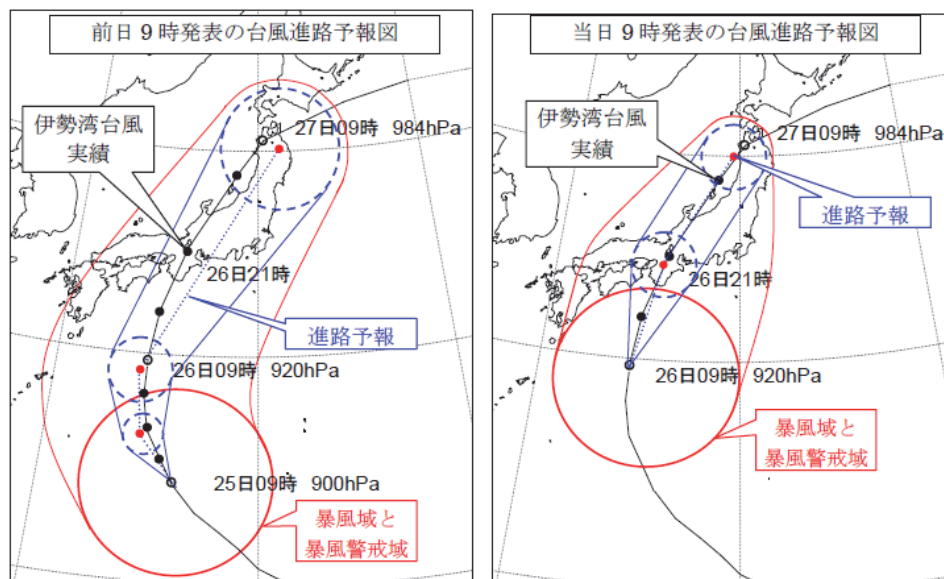 前日9時発表の台風進路予報図
伊勢湾台風
実績
27日09時 984hPa
26日21時
進路予報
26日09時 920hPa
25日09時 900hPa
暴風域と
暴風警戒域
当日9時発表の台風進路予報図
伊勢湾台風
実績
27日09時 984hPa
進路予報
26日21時
26日09時 920hPa
暴風域と
暴風警戒域